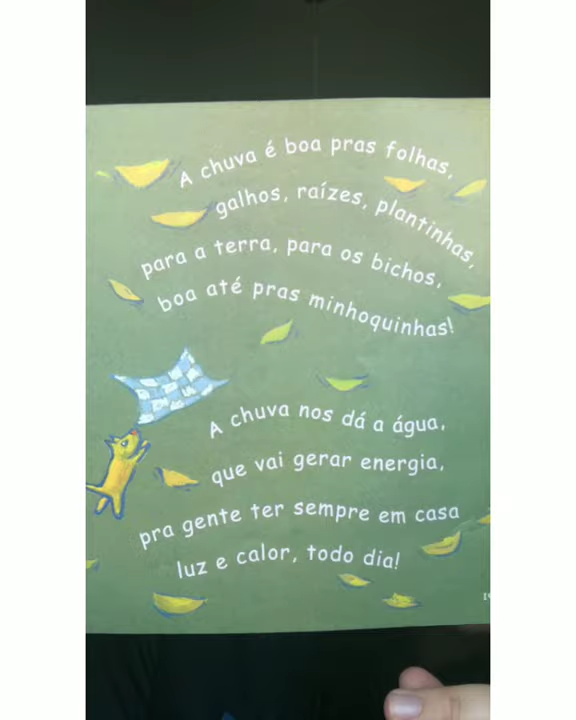 A chuva é boa pras folhas,
galhos, raízes, plantinhas,
para a terra, para os bichos,
boa até pras minhoquinhas!
A chuva nos dá a água,
que vai gerar energia,
pra gente ter sempre em casa
luz e calor, todo dia!